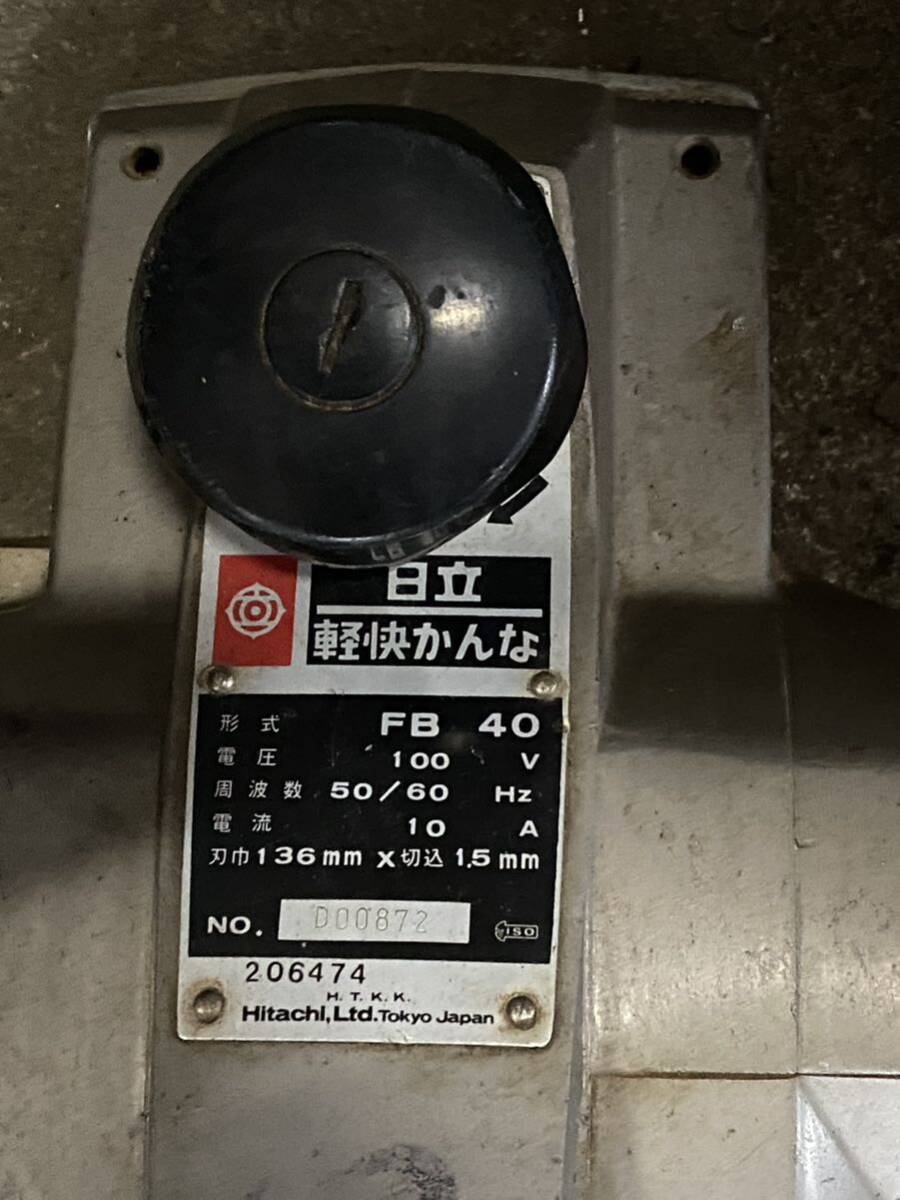 日立
軽快かんな
形式 FB 40
電圧 100 V
周波数 50/60 Hz
電流 10 A
刃巾 136mm x 切込 1.5mm
NO. D00872
ISO
206474
H. T. K. K.
Hitachi, Ltd. Tokyo Japan